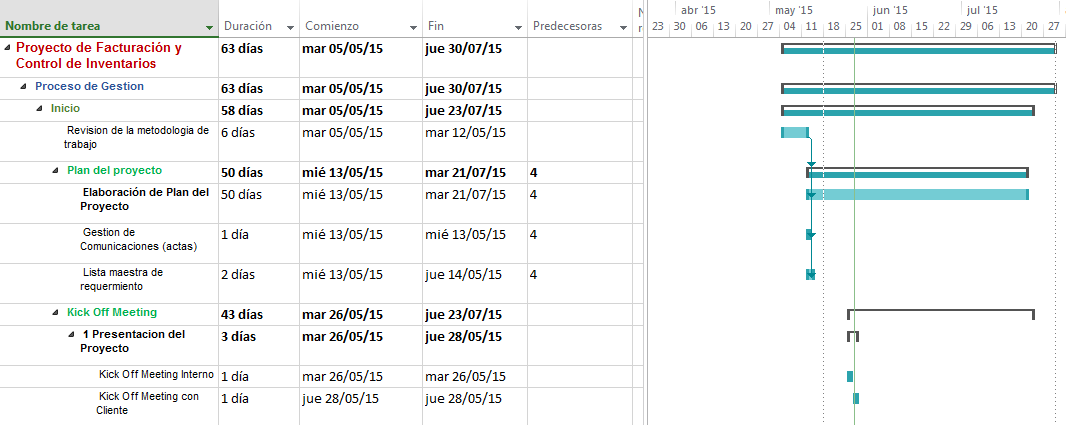 abr '15 may '15 jun '15 jul '15
Nombre de tarea Duración Comienzo Fin Predecesoras N
23 30 06 13 20 27 04 11 18 25 01 08 15 22 29 06 13 20 27
Proyecto de Facturación y 63 días mar 05/05/15 jue 30/07/15
Control de Inventarios
Proceso de Gestion 63 días mar 05/05/15 jue 30/07/15
Inicio 58 días mar 05/05/15 jue 23/07/15
Revision de la metodologia de 6 días mar 05/05/15 mar 12/05/15
trabajo
Plan del proyecto 50 días mié 13/05/15 mar 21/07/15 4
Elaboración de Plan del 50 días mié 13/05/15 mar 21/07/15 4
Proyecto
Gestion de 1 día mié 13/05/15 mié 13/05/15 4
Comunicaciones (actas)
Lista maestra de 2 días mié 13/05/15 jue 14/05/15 4
requermiento
Kick Off Meeting 43 días mar 26/05/15 jue 23/07/15
1 Presentacion del 3 días mar 26/05/15 jue 28/05/15
Proyecto
Kick Off Meeting Interno 1 día mar 26/05/15 mar 26/05/15
Kick Off Meeting con 1 día jue 28/05/15 jue 28/05/15
Cliente